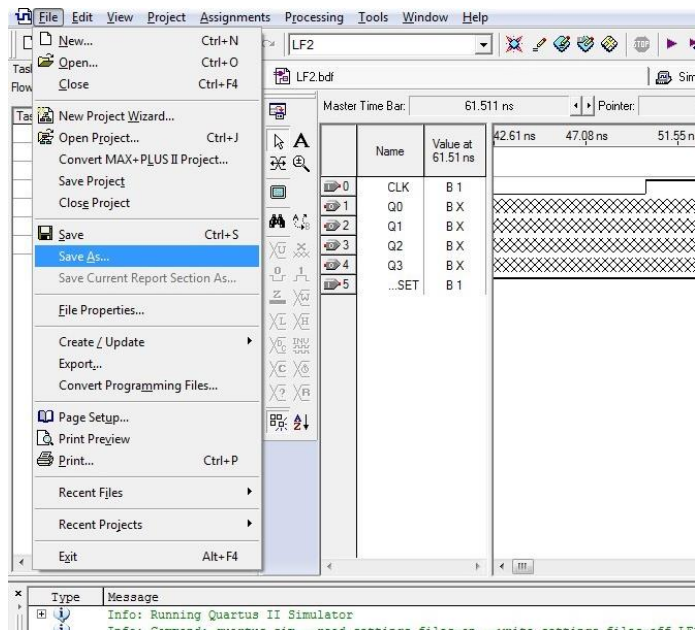 File Edit View Project Assignments Processing Tools Window Help
New... Ctrl+N
LF2
Open... Ctrl+O
Close Ctrl+F4
LF2.bdf
New Project Wizard...
Master Time Bar: 61.511 ns Pointer:
Open Project... Ctrl+J
Convert MAX+PLUS II Project...
Save Project
Close Project
Save Ctrl+S
Save As...
Save Current Report Section As...
File Properties...
Create / Update
Export...
Convert Programming Files...
Page Setup...
Print Preview
Print... Ctrl+P
Recent Files
Recent Projects
Exit Alt+F4
Name Value at 61.51 ns 42.61 ns 47.08 ns 51.55 n
0 CLK B 1
1 Q0 B X
2 Q1 B X
3 Q2 B X
4 Q3 B X
5 ...SET B 1
Type Message
Info: Running Quartus II Simulator